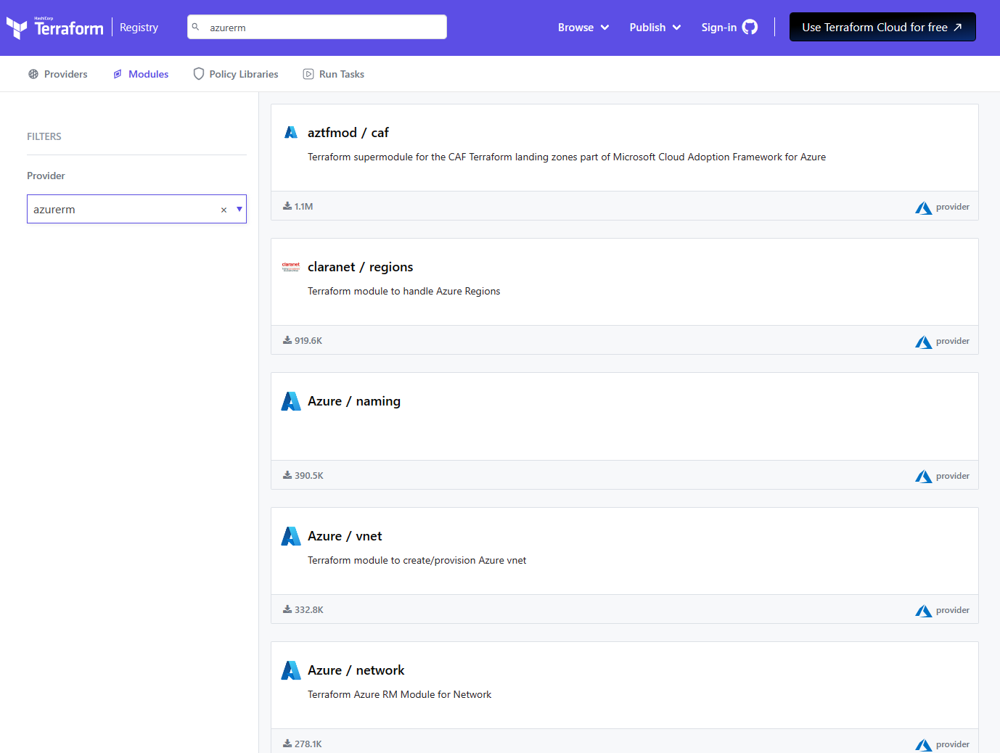 HashiCorp
Terraform
Registry
azurerm
Browse
Publish
Sign-in
Use Terraform Cloud for free
Providers
Modules
Policy Libraries
Run Tasks
FILTERS
Provider
azurerm
aztfmod / caf
Terraform supermodule for the CAF Terraform landing zones part of Microsoft Cloud Adoption Framework for Azure
1.1M
provider
claranet
claranet / regions
Terraform module to handle Azure Regions
919.6K
provider
Azure / naming
390.5K
provider
Azure / vnet
Terraform module to create/provision Azure vnet
332.8K
provider
Azure / network
Terraform Azure RM Module for Network
278.1K
provider